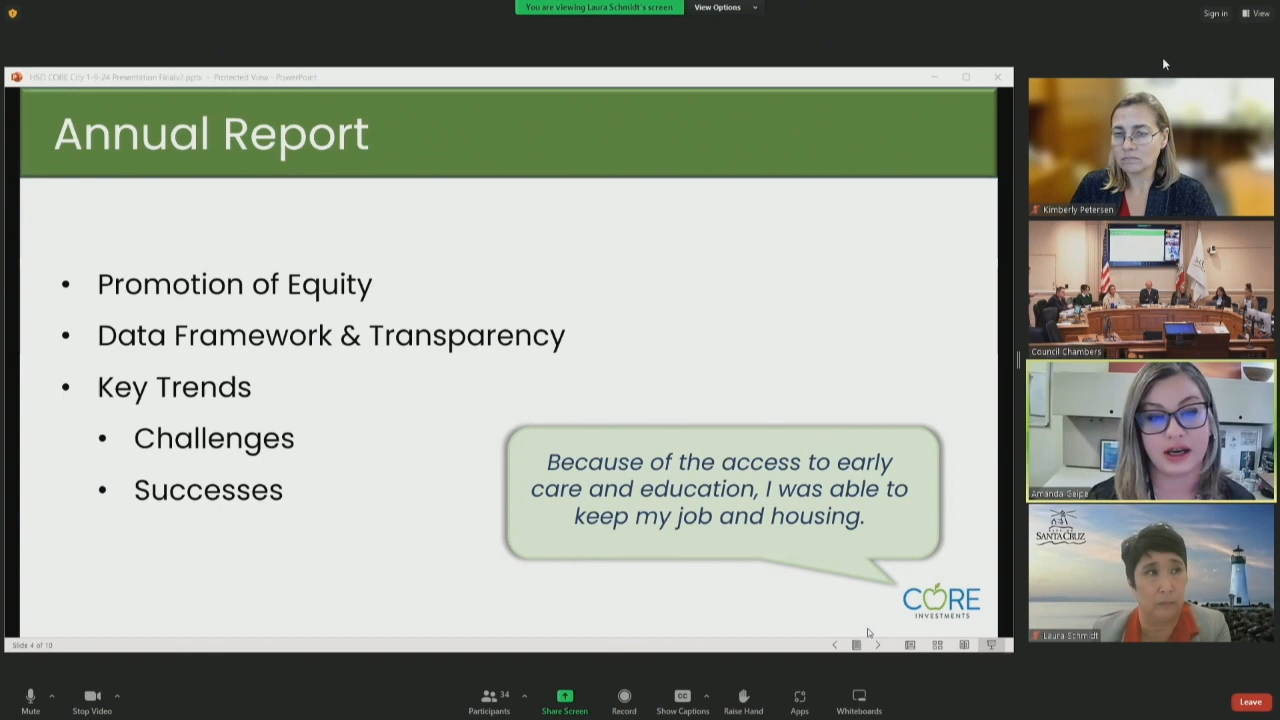 You are viewing Laura Schmidt's screen
View Options
Sign in
View
HSD CORE City 1-9-24 Presentation Finalv2.pptx - Protected View - PowerPoint
Annual Report
• Promotion of Equity
• Data Framework & Transparency
• Key Trends
• Challenges
• Successes
Because of the access to early
care and education, I was able to
keep my job and housing.
CORE
INVESTMENTS
Slide 4 of 10
Kimberly Petersen
Council Chambers
Amanda
SANTA CRUZ
Laura Schmidt
Mute
Stop Video
Participants
34
Share Screen
Record
CC
Show Captions
Raise Hand
Apps
Whiteboards
Leave